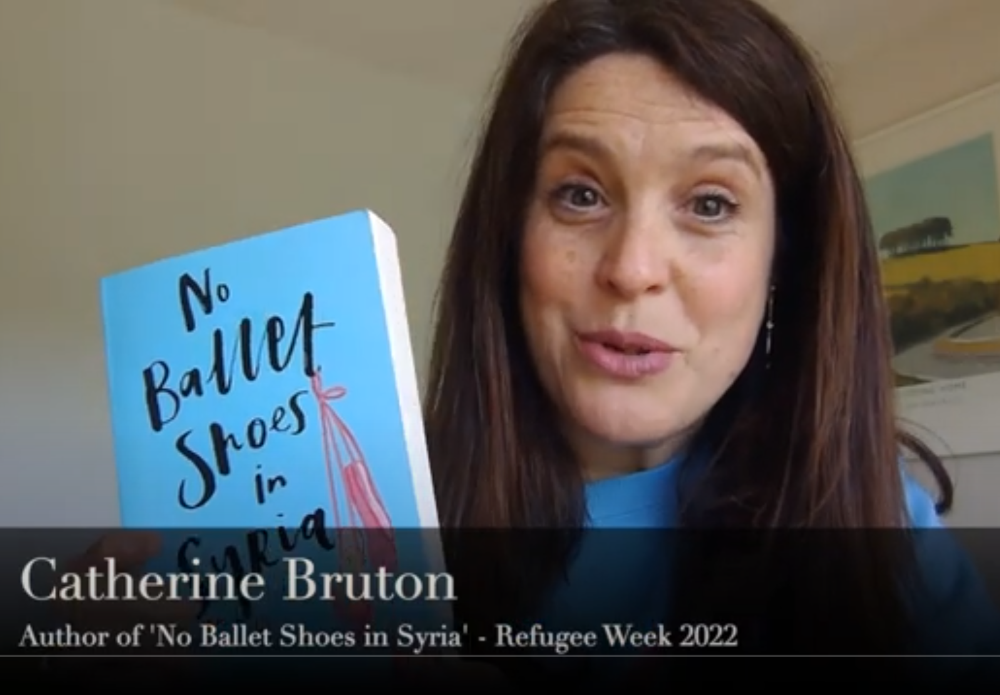 No
Ballet
Shoes
in
Syria
Catherine Bruton
Author of 'No Ballet Shoes in Syria' - Refugee Week 2022